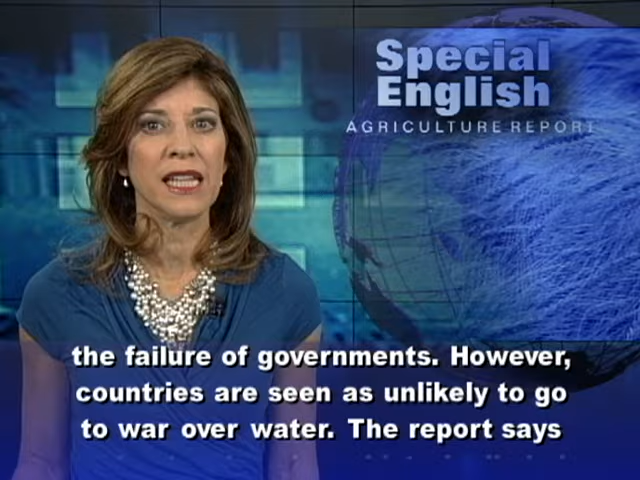 Special
English
AGRICULTURE REPORT
the failure of governments. However,
countries are seen as unlikely to go
to war over water. The report says